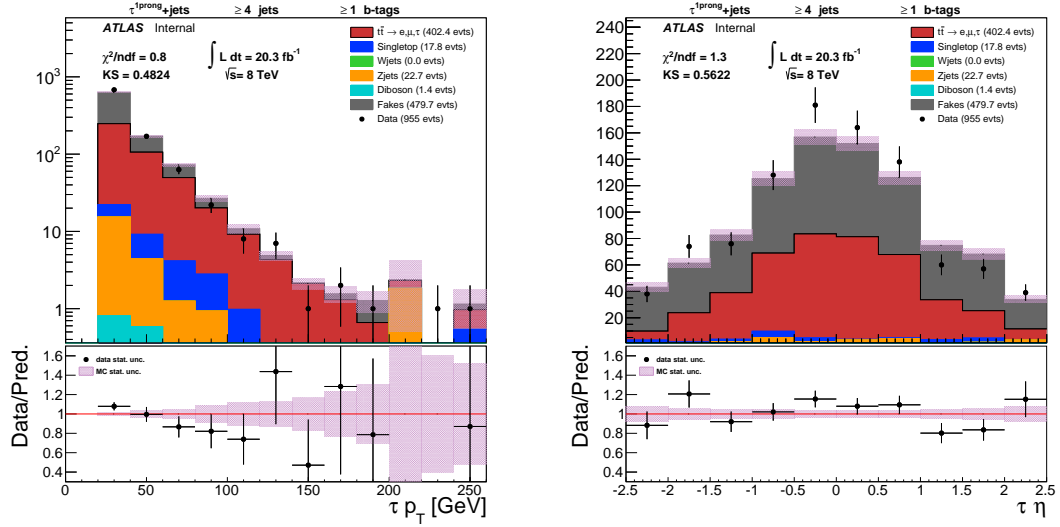 τ^1prong+jets ≥ 4 jets ≥ 1 b-tags
ATLAS Internal
χ²/ndf = 0.8
KS = 0.4824
∫ L dt = 20.3 fb⁻¹
√s= 8 TeV
tt̄ → e,μ,τ (402.4 evts)
Singletop (17.8 evts)
Wjets (0.0 evts)
Zjets (22.7 evts)
Diboson (1.4 evts)
Fakes (479.7 evts)
Data (955 evts)
10³
10²
10
1
Data/Pred.
1.6
1.4
1.2
1
0.8
0.6
0.4
data stat. unc.
MC stat. unc.
0 50 100 150 200 250
τ p_T [GeV]
τ^1prong+jets ≥ 4 jets ≥ 1 b-tags
ATLAS Internal
χ²/ndf = 1.3
KS = 0.5622
∫ L dt = 20.3 fb⁻¹
√s= 8 TeV
tt̄ → e,μ,τ (402.4 evts)
Singletop (17.8 evts)
Wjets (0.0 evts)
Zjets (22.7 evts)
Diboson (1.4 evts)
Fakes (479.7 evts)
Data (955 evts)
240
220
200
180
160
140
120
100
80
60
40
20
Data/Pred.
1.6
1.4
1.2
1
0.8
0.6
0.4
data stat. unc.
MC stat. unc.
-2.5 -2 -1.5 -1 -0.5 0 0.5 1 1.5 2 2.5
τ η